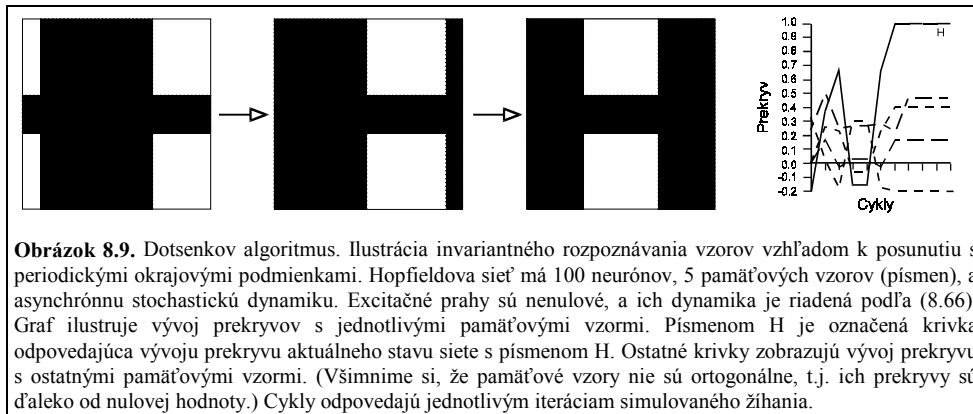 1.0
0.9
0.8
0.7
0.6
0.5
0.4
0.3
0.2
0.1
0.0
-0.1
-0.2
Prekryv
H
Cykly
Obrázok 8.9. Dotsenkov algoritmus. Ilustrácia invariantného rozpoznávania vzorov vzhľadom k posunutiu s
periodickými okrajovými podmienkami. Hopfieldova sieť má 100 neurónov, 5 pamäťových vzorov (písmen), a
asynchrónnu stochastickú dynamiku. Excitačné prahy sú nenulové, a ich dynamika je riadená podľa (8.66)
Graf ilustruje vývoj prekryvov s jednotlivými pamäťovými vzormi. Písmenom H je označená krivka
odpovedajúca vývoju prekryvu aktuálneho stavu siete s písmenom H. Ostatné krivky zobrazujú vývoj prekryvu
s ostatnými pamäťovými vzormi. (Všimnime si, že pamäťové vzory nie sú ortogonálne, t.j. ich prekryvy sú
ďaleko od nulovej hodnoty.) Cykly odpovedajú jednotlivým iteráciam simulovaného žíhania.